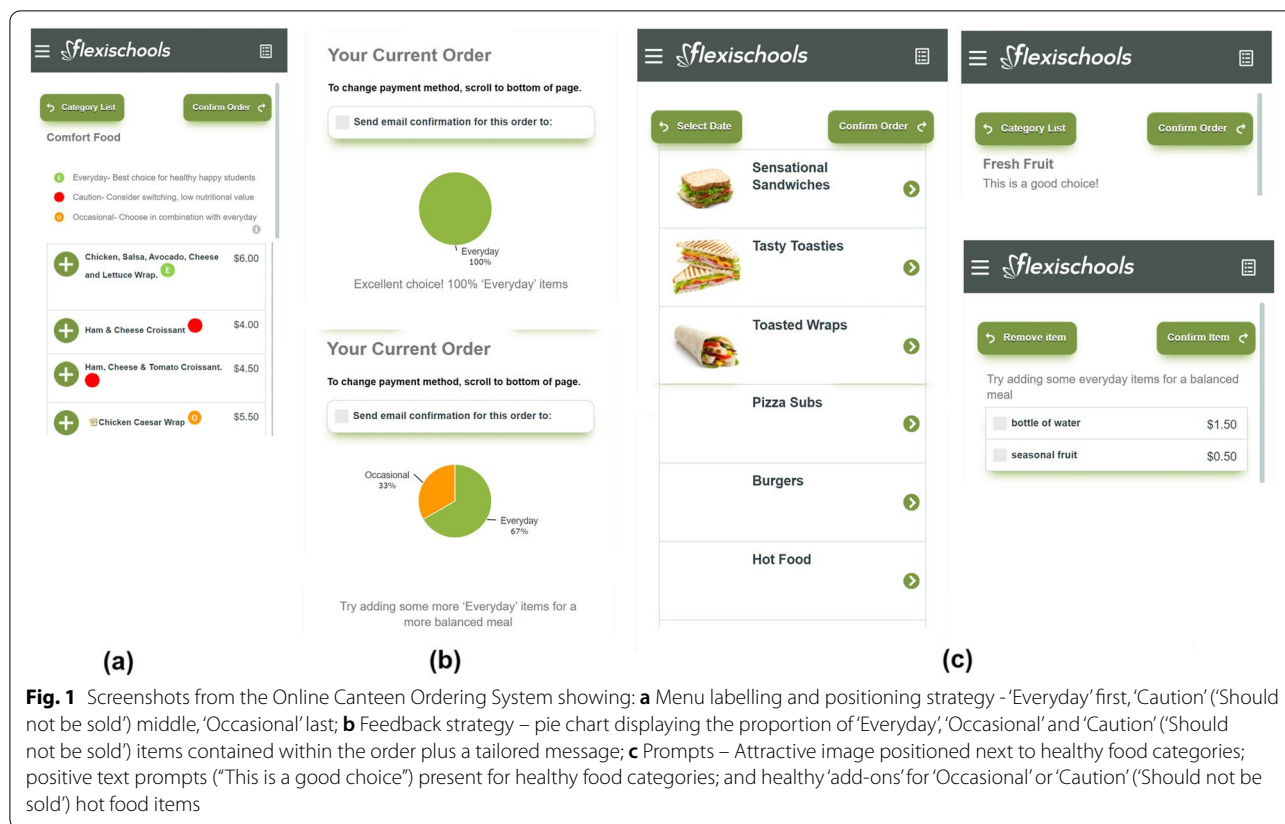 flexischools
Category List
Confirm Order
Comfort Food
E Everyday- Best choice for healthy happy students
Caution- Consider switching, low nutritional value
O Occasional- Choose in combination with everyday
i
Chicken, Salsa, Avocado, Cheese $6.00
and Lettuce Wrap. E
Ham & Cheese Croissant $4.00
Ham, Cheese & Tomato Croissant. $4.50
Chicken Caesar Wrap O $5.50
(a)
Your Current Order
To change payment method, scroll to bottom of page.
Send email confirmation for this order to:
Everyday
100%
Excellent choice! 100% ‘Everyday’ items
Your Current Order
To change payment method, scroll to bottom of page.
Send email confirmation for this order to:
Occasional
33%
Everyday
67%
Try adding some more ‘Everyday’ items for a
more balanced meal
(b)
flexischools
Select Date
Confirm Order
Sensational
Sandwiches
Tasty Toasties
Toasted Wraps
Pizza Subs
Burgers
Hot Food
flexischools
Category List
Confirm Order
Fresh Fruit
This is a good choice!
flexischools
Remove item
Confirm Item
Try adding some everyday items for a balanced
meal
bottle of water $1.50
seasonal fruit $0.50
(c)
Fig. 1 Screenshots from the Online Canteen Ordering System showing: a Menu labelling and positioning strategy - ‘Everyday’ first, ‘Caution’ (‘Should
not be sold’) middle, ‘Occasional’ last; b Feedback strategy – pie chart displaying the proportion of ‘Everyday’, ‘Occasional’ and ‘Caution’ (‘Should
not be sold’) items contained within the order plus a tailored message; c Prompts – Attractive image positioned next to healthy food categories;
positive text prompts (“This is a good choice”) present for healthy food categories; and healthy ‘add-ons’ for ‘Occasional’ or ‘Caution’ (‘Should not be
sold’) hot food items